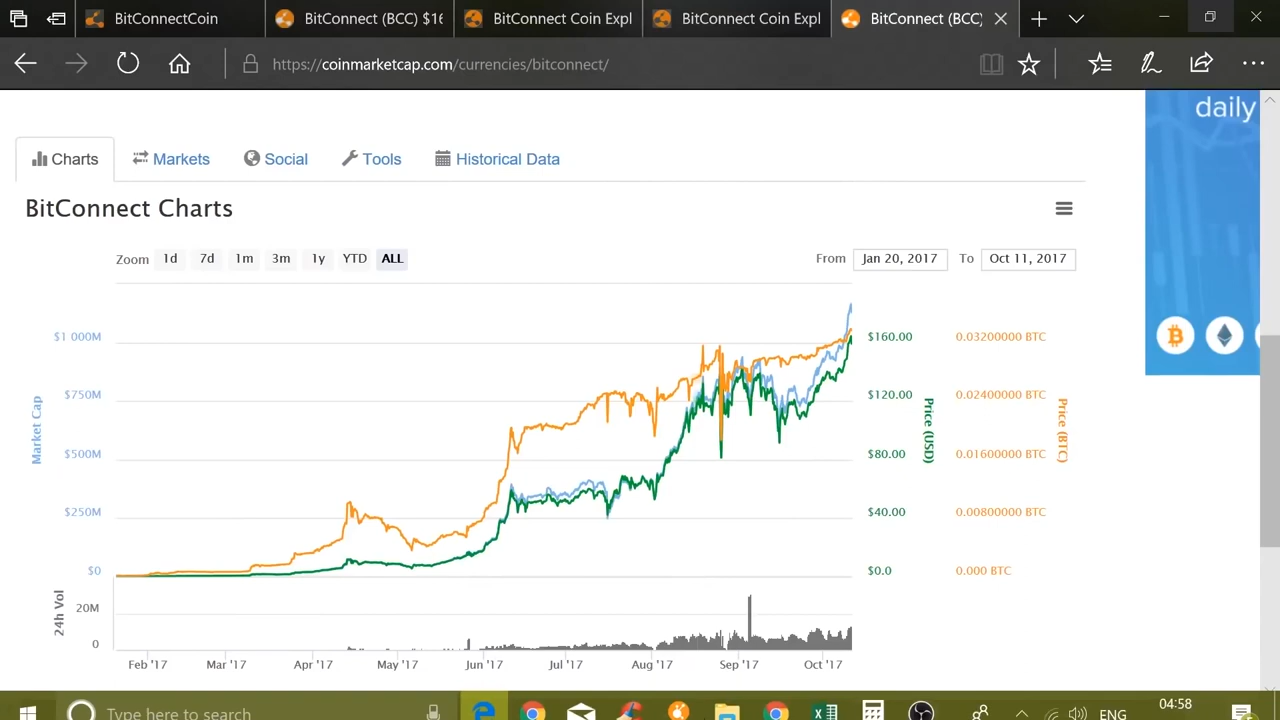 BitConnectCoin
BitConnect (BCC) $16
BitConnect Coin Expl
BitConnect Coin Expl
BitConnect (BCC)
https://coinmarketcap.com/currencies/bitconnect/
daily
Charts
Markets
Social
Tools
Historical Data
BitConnect Charts
Zoom 1d 7d 1m 3m 1y YTD ALL
From Jan 20, 2017 To Oct 11, 2017
$1 000M $160.00 0.03200000 BTC
$750M $120.00 0.02400000 BTC
$500M $80.00 0.01600000 BTC
$250M $40.00 0.00800000 BTC
$0 $0.0 0.000 BTC
Market Cap
Price (USD)
Price (BTC)
24h Vol
20M
0
Feb '17 Mar '17 Apr '17 May '17 Jun '17 Jul '17 Aug '17 Sep '17 Oct '17
Type here to search
ENG
04:58